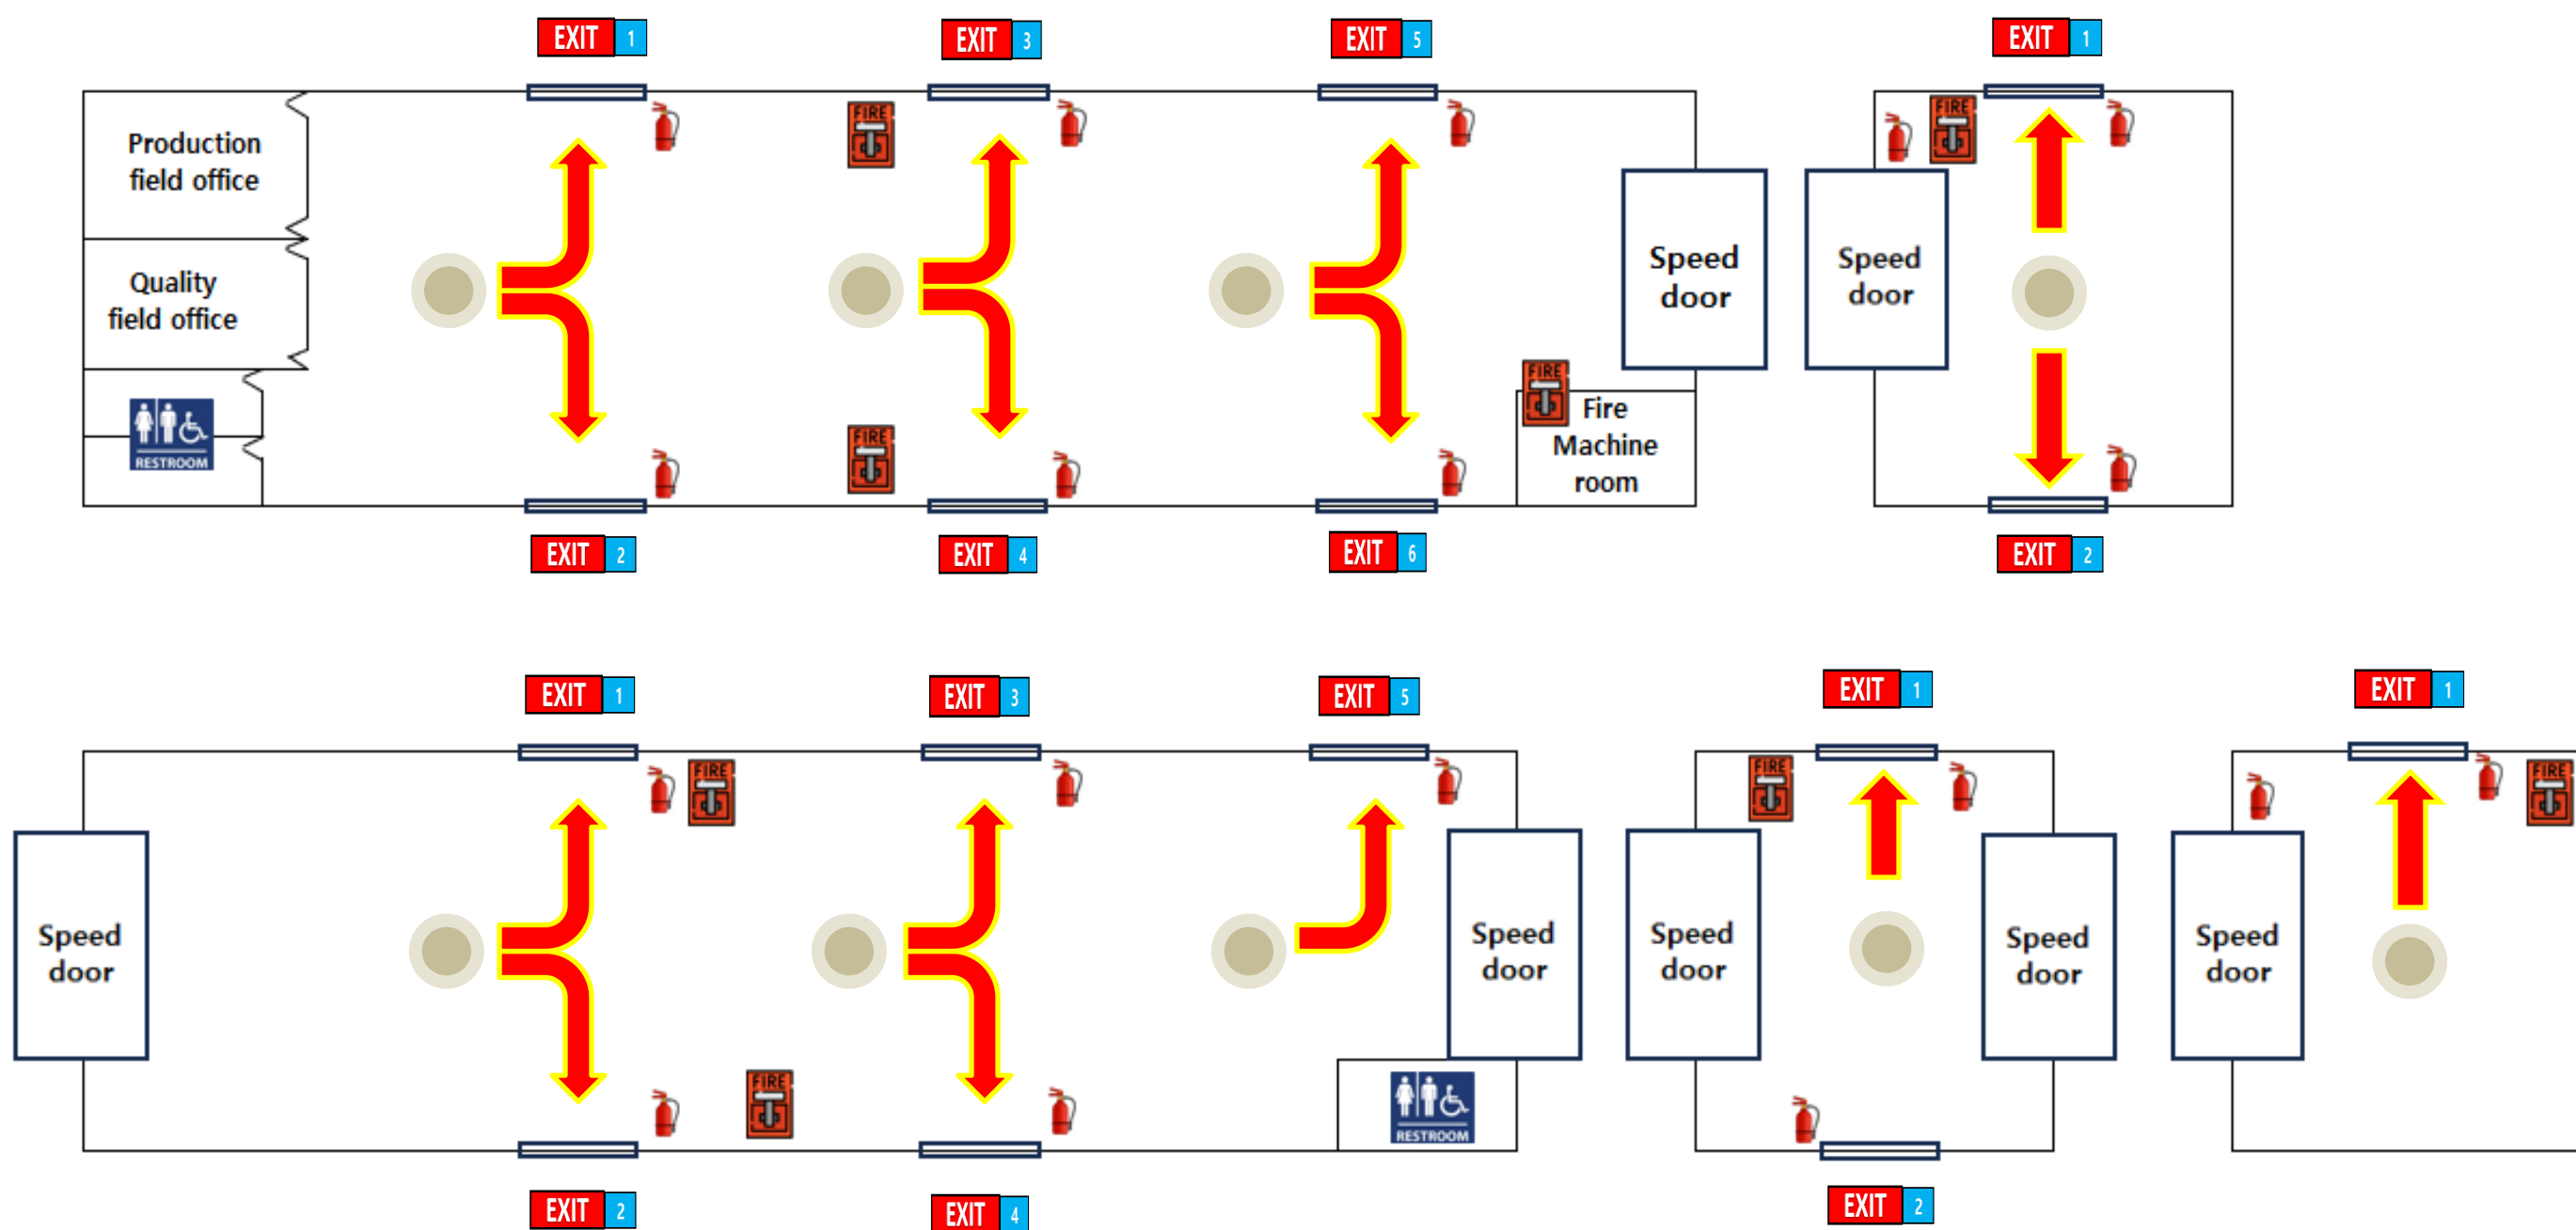 EXIT 1
EXIT 3
EXIT 5
EXIT 1
FIRE
FIRE
Production
field office
Speed
door
Speed
door
Quality
field office
FIRE
Fire
Machine
room
RESTROOM
FIRE
EXIT 2
EXIT 4
EXIT 6
EXIT 2
EXIT 1
EXIT 3
EXIT 5
EXIT 1
EXIT 1
FIRE
FIRE
FIRE
Speed
door
Speed
door
Speed
door
Speed
door
Speed
door
FIRE
RESTROOM
EXIT 2
EXIT 4
EXIT 2